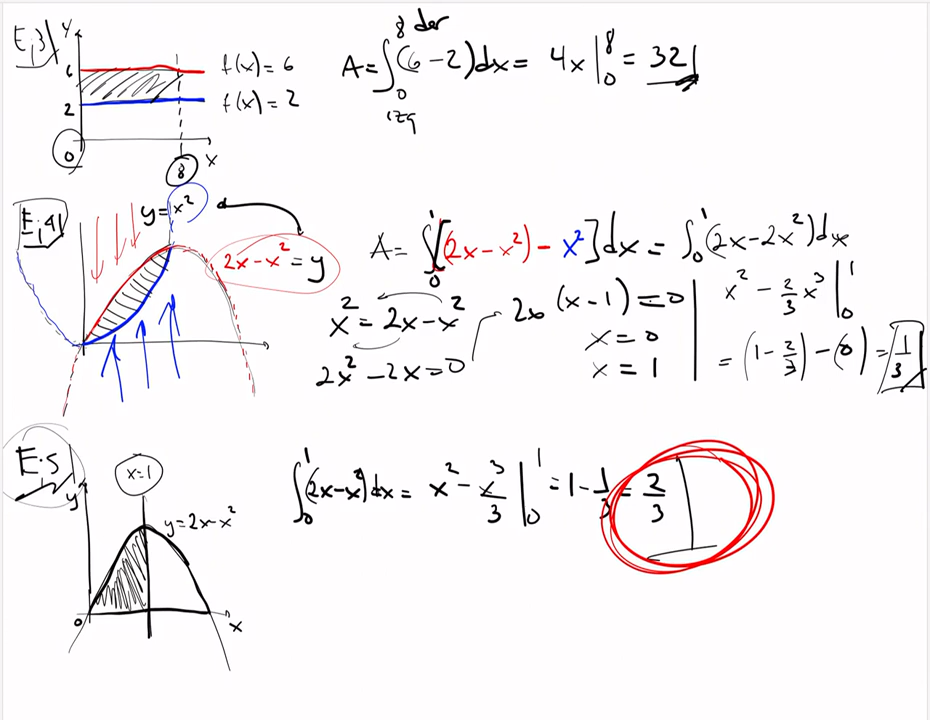 Ej3
y
6
2
0
8
x
f(x) = 6
f(x) = 2
A = ∫₀⁸ (6 - 2) dx = 4x |₀⁸ = 32
der
izq
Ej4
y = x²
2x - x² = y
A = ∫₀¹ [(2x - x²) - x²] dx = ∫₀¹ (2x - 2x²) dx
x² = 2x - x²
2x² - 2x = 0
2x (x - 1) = 0
x = 0
x = 1
x² - 2/3 x³ |₀¹
= (1 - 2/3) - (0) = 1/3
E.5
y
x = 1
y = 2x - x²
0
x
∫₀¹ (2x - x²) dx = x² - x³/3 |₀¹ = 1 - 1/3 = 2/3